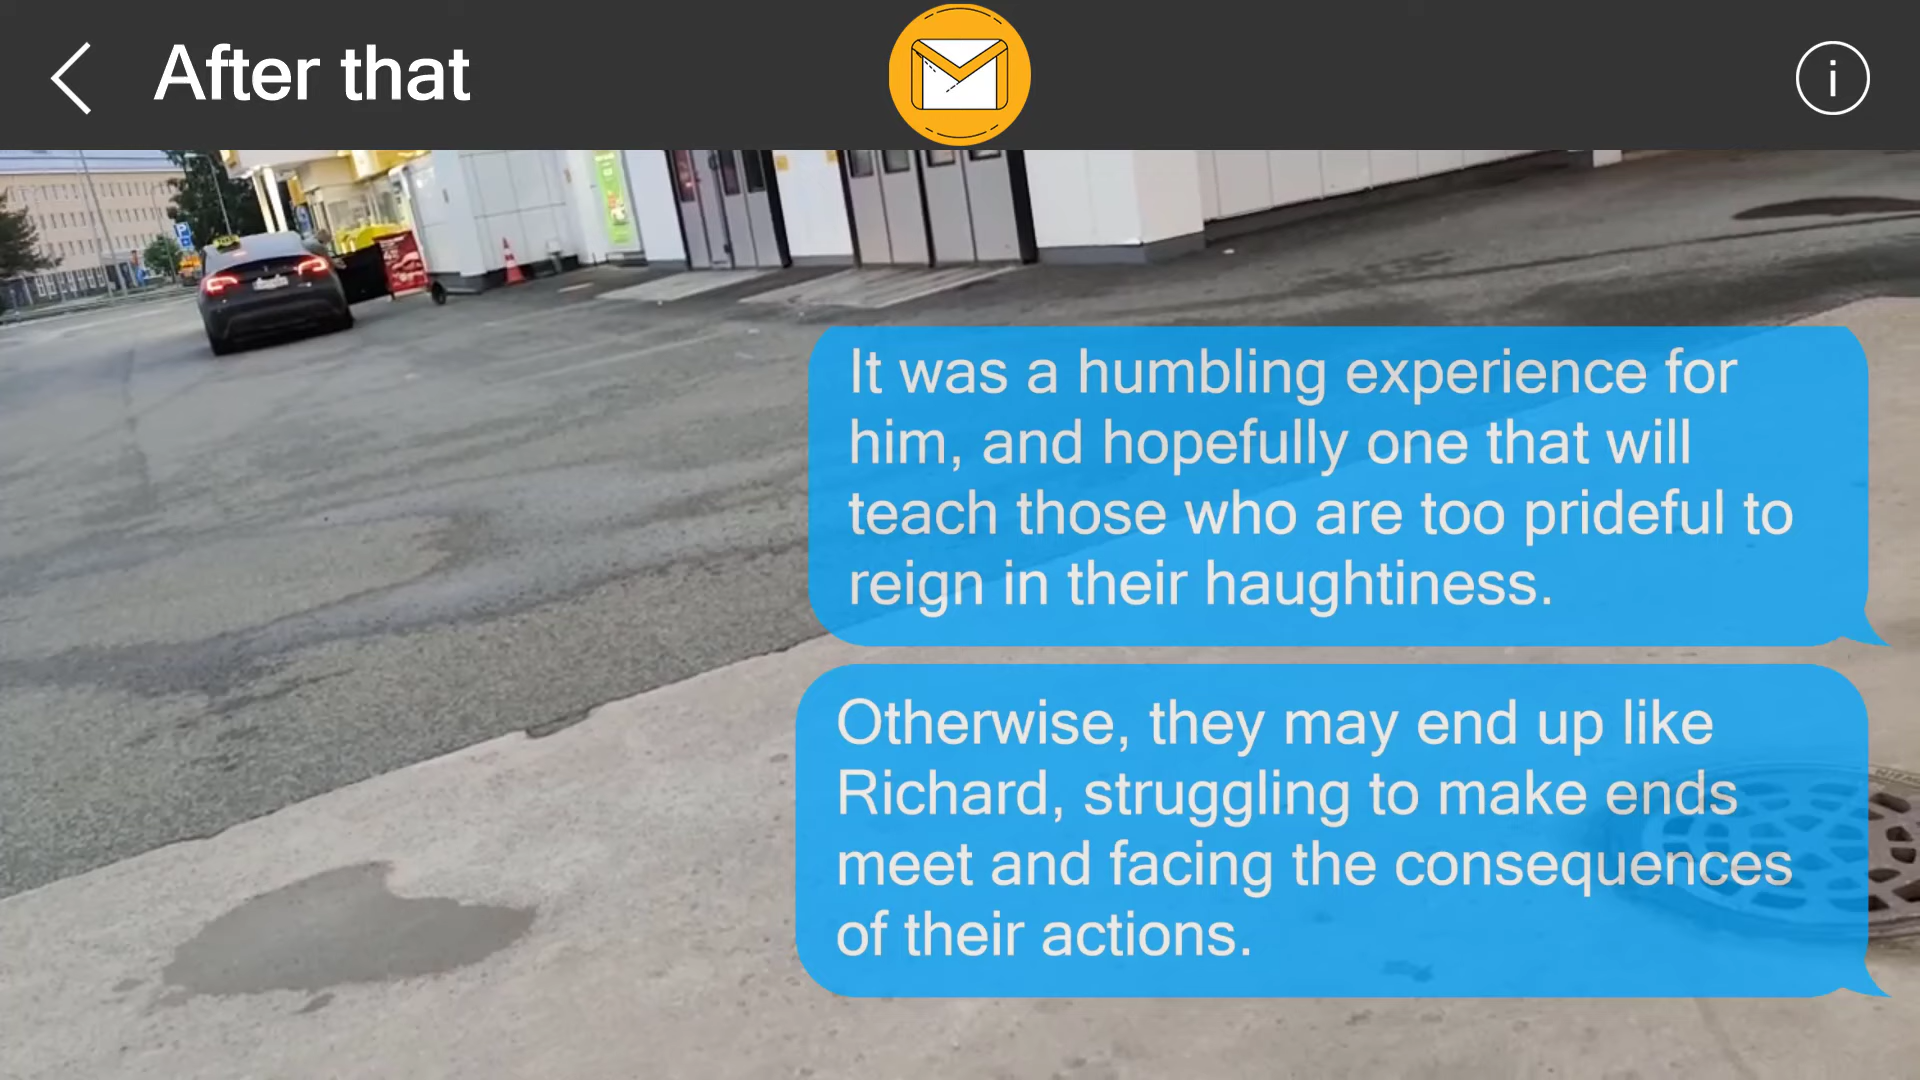 After that
It was a humbling experience for
him, and hopefully one that will
teach those who are too prideful to
reign in their haughtiness.
Otherwise, they may end up like
Richard, struggling to make ends
meet and facing the consequences
of their actions.